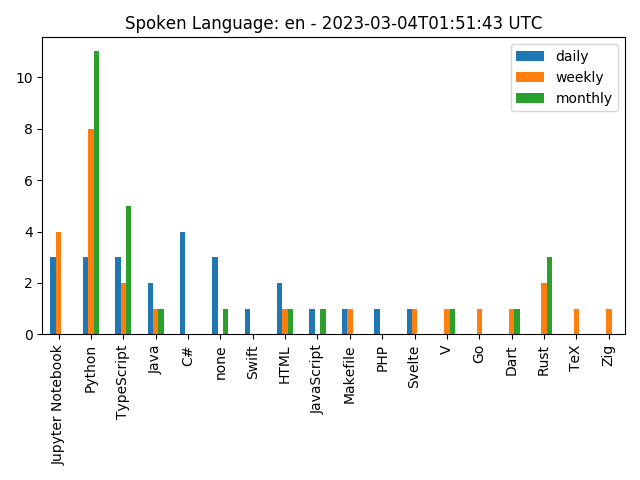 Spoken Language: en - 2023-03-04T01:51:43 UTC
daily
weekly
monthly
10
8
6
4
2
0
Jupyter Notebook
Python
TypeScript
Java
C#
none
Swift
HTML
JavaScript
Makefile
PHP
Svelte
V
Go
Dart
Rust
TeX
Zig